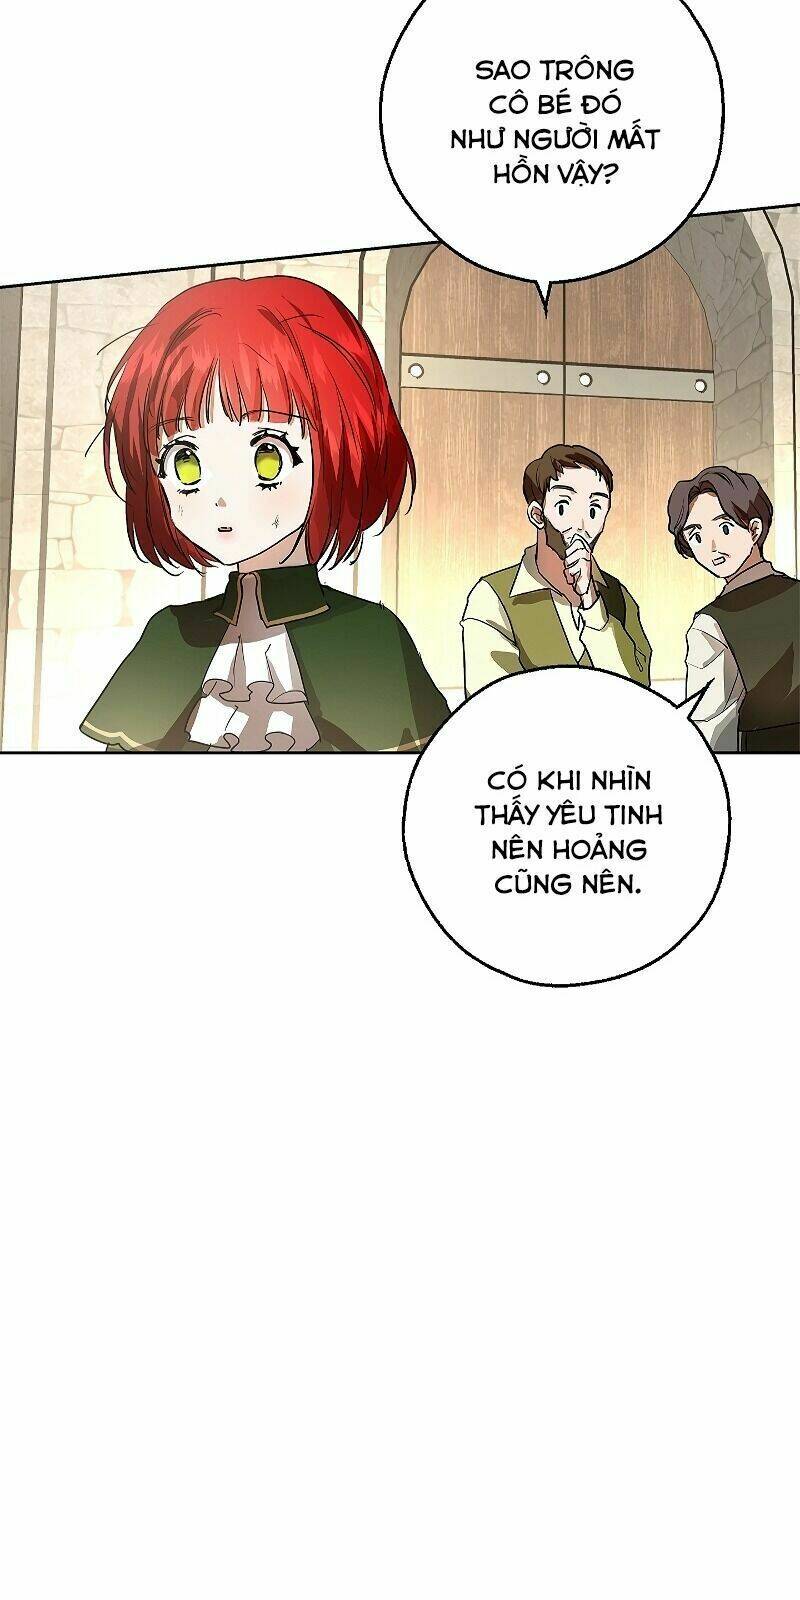 SAO TRÔNG
CÔ BÉ ĐÓ
NHƯ NGƯỜI MẤT
HỒN VẬY?
CÓ KHI NHÌN
THẤY YÊU TINH
NÊN HOẢNG
CŨNG NÊN.